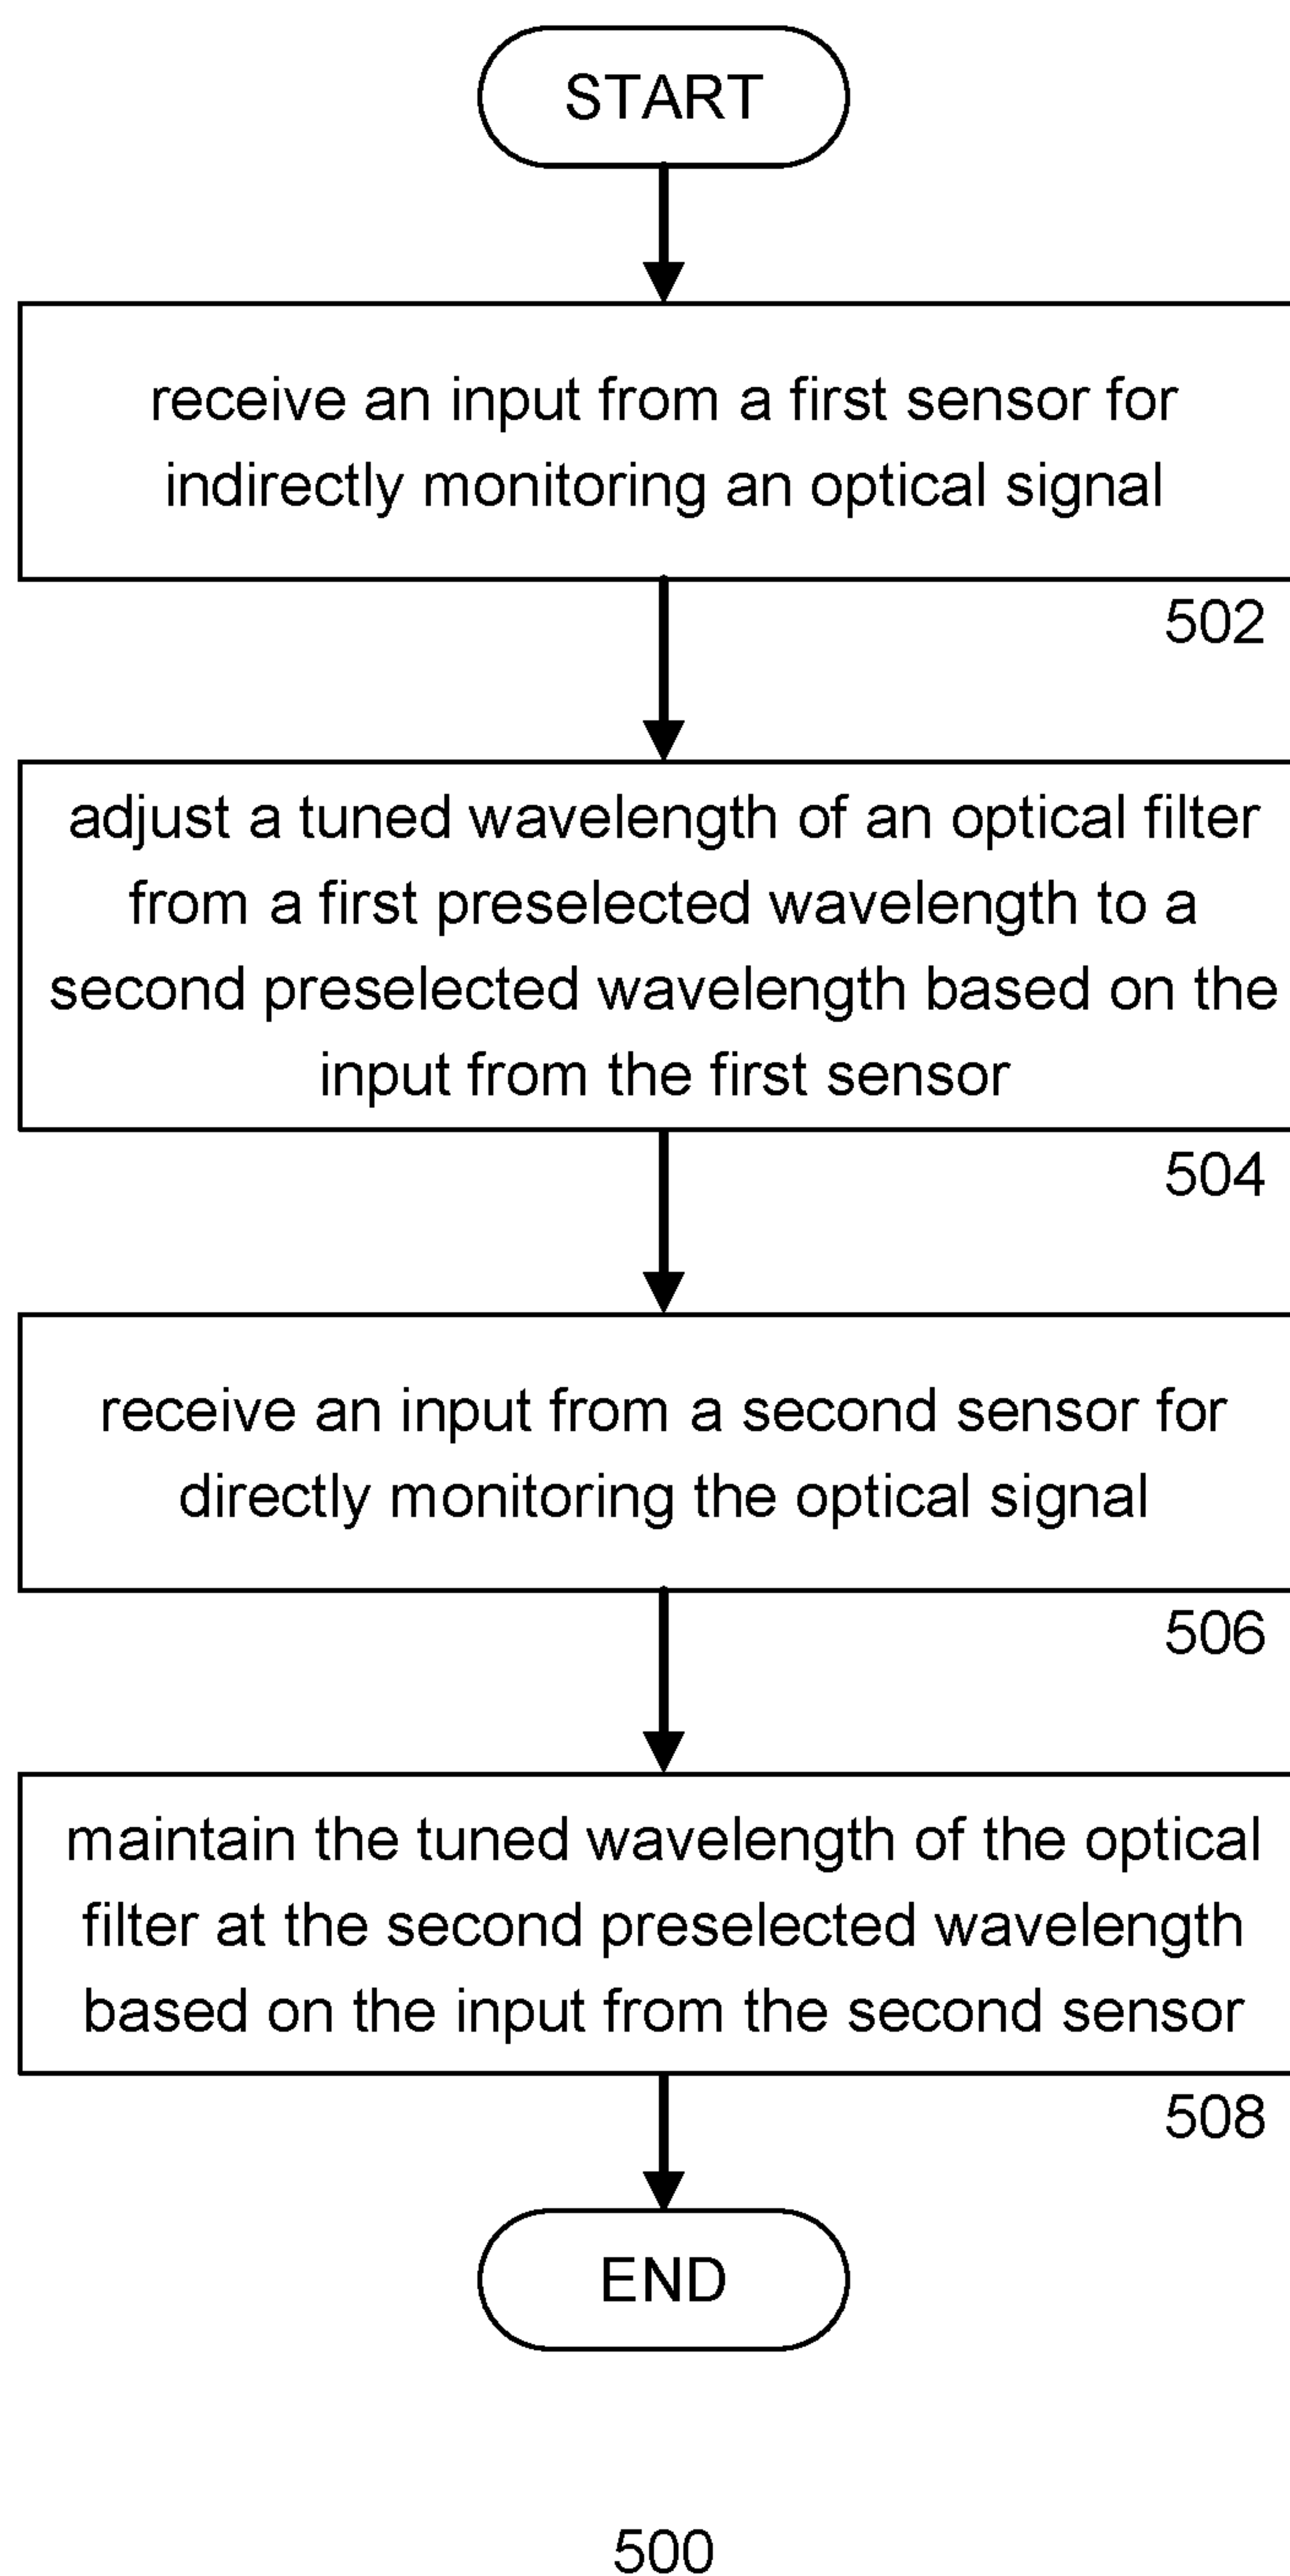 START
receive an input from a first sensor for
indirectly monitoring an optical signal
502
adjust a tuned wavelength of an optical filter
from a first preselected wavelength to a
second preselected wavelength based on the
input from the first sensor
504
receive an input from a second sensor for
directly monitoring the optical signal
506
maintain the tuned wavelength of the optical
filter at the second preselected wavelength
based on the input from the second sensor
508
END
500